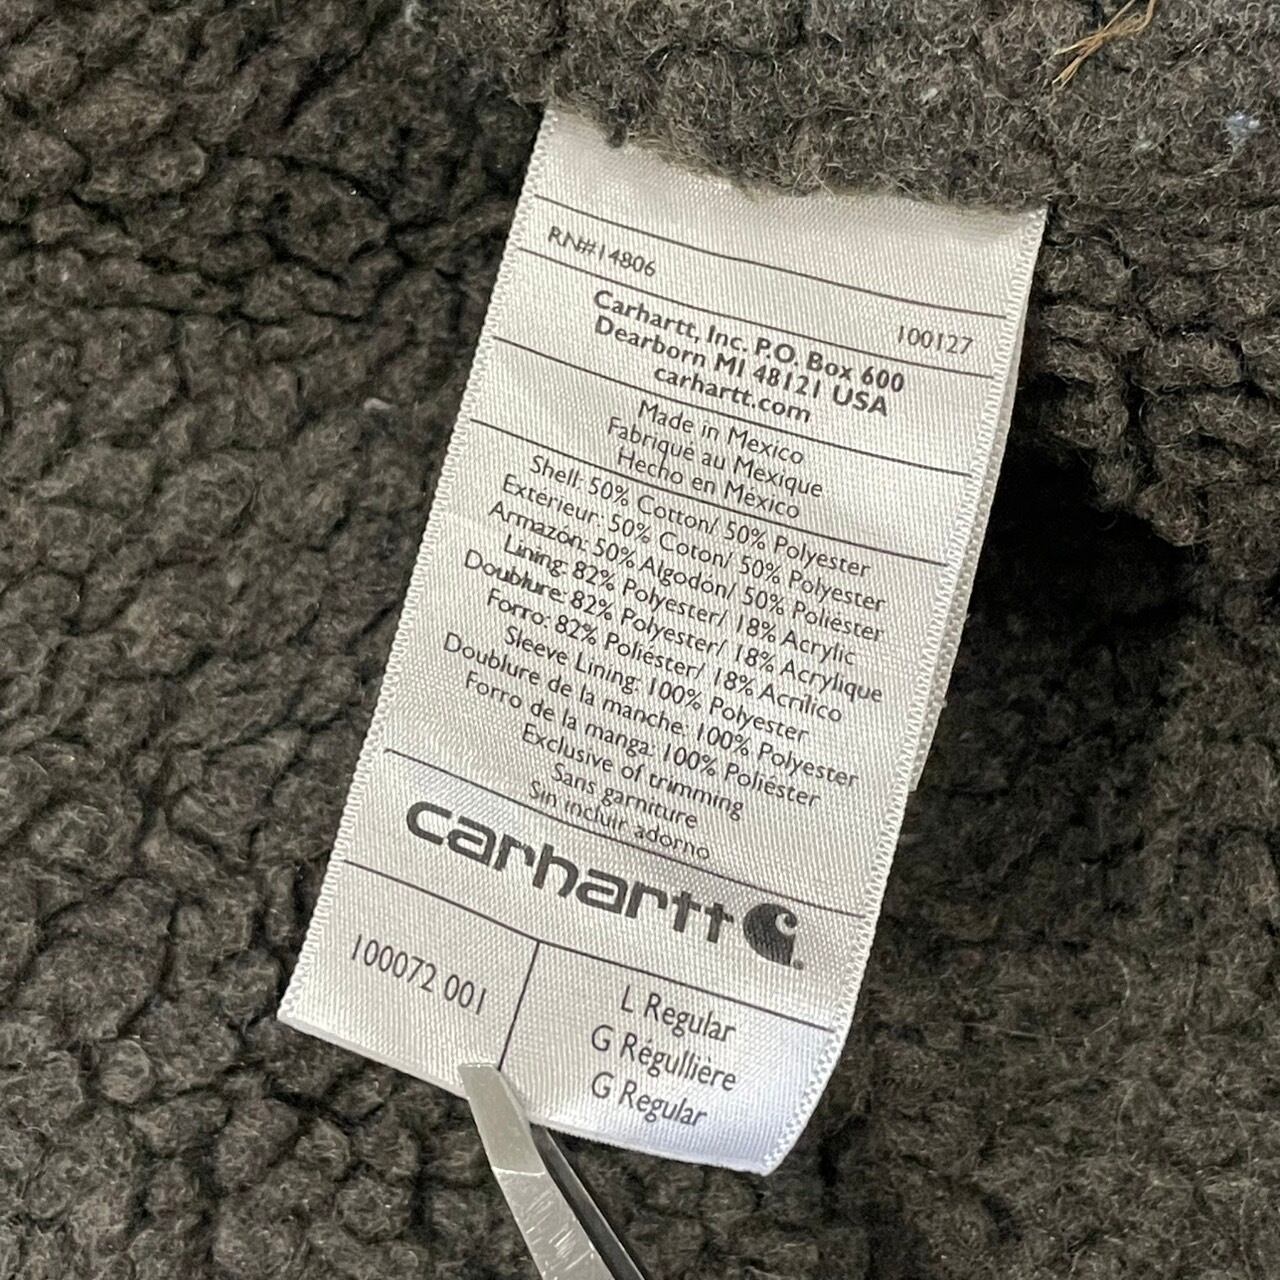 RN#14806
100127
Carhartt, Inc. P.O. Box 600
Dearborn MI 48121 USA
carhartt.com
Made in Mexico
Fabriqué au Mexique
Hecho en México
Shell: 50% Cotton/ 50% Polyester
Extérieur: 50% Coton/ 50% Polyester
Armazón: 50% Algodón/ 50% Poliéster
Lining: 82% Polyester/ 18% Acrylic
Doublure: 82% Polyester/ 18% Acrylique
Forro: 82% Poliéster/ 18% Acrílico
Sleeve Lining: 100% Polyester
Doublure de la manche: 100% Polyester
Forro de la manga: 100% Poliéster
Exclusive of trimming
Sans garniture
Sin incluir adorno
carhartt
100072 001
L Regular
G Régullière
G Regular